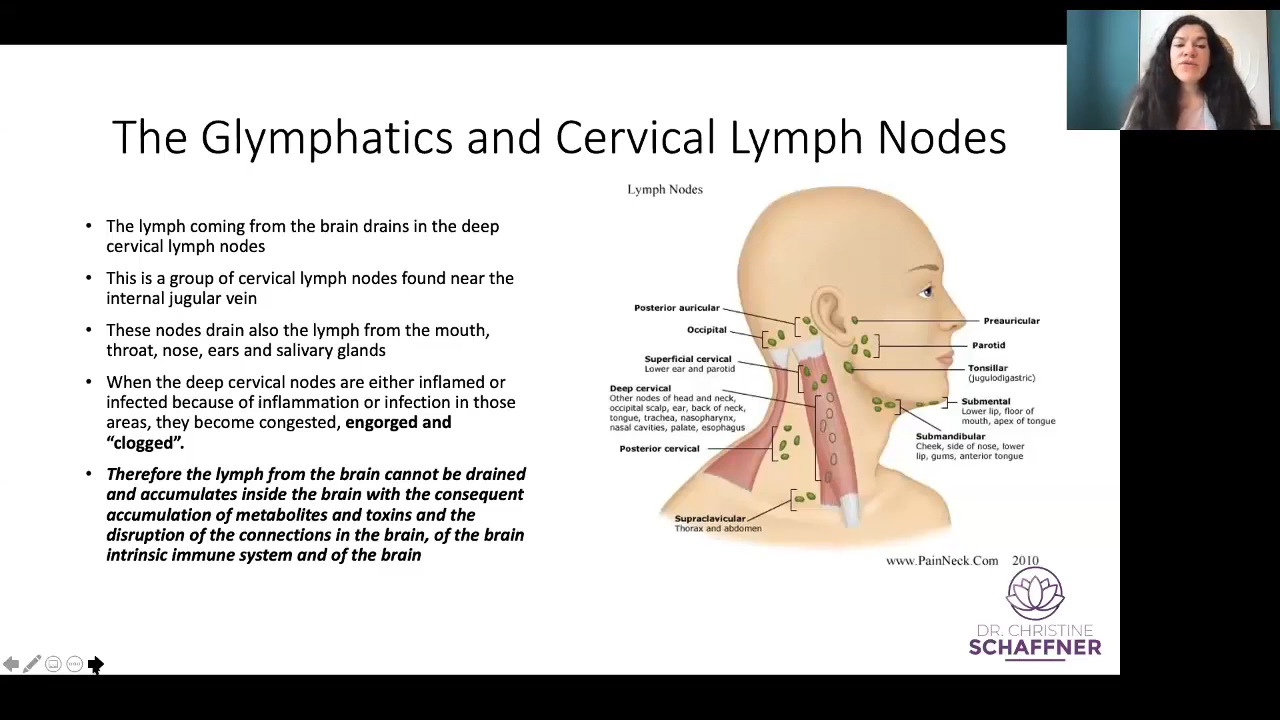 The Glymphatics and Cervical Lymph Nodes
• The lymph coming from the brain drains in the deep
cervical lymph nodes
• This is a group of cervical lymph nodes found near the
internal jugular vein
• These nodes drain also the lymph from the mouth,
throat, nose, ears and salivary glands
• When the deep cervical nodes are either inflamed or
infected because of inflammation or infection in those
areas, they become congested, engorged and
“clogged”.
• Therefore the lymph from the brain cannot be drained
and accumulates inside the brain with the consequent
accumulation of metabolites and toxins and the
disruption of the connections in the brain, of the brain
intrinsic immune system and of the brain
Lymph Nodes
Posterior auricular
Occipital
Superficial cervical
Lower ear and parotid
Deep cervical
Other nodes of head and neck,
occipital scalp, ear, back of neck,
tongue, trachea, nasopharynx,
nasal cavities, palate, esophagus
Posterior cervical
Supraclavicular
Thorax and abdomen
Preauricular
Parotid
Tonsillar
(jugulodigastric)
Submental
Lower lip, floor of
mouth, apex of tongue
Submandibular
Cheek, side of nose, lower
lip, gums, anterior tongue
www.PainNeck.Com 2010
DR. CHRISTINE
SCHAFFNER